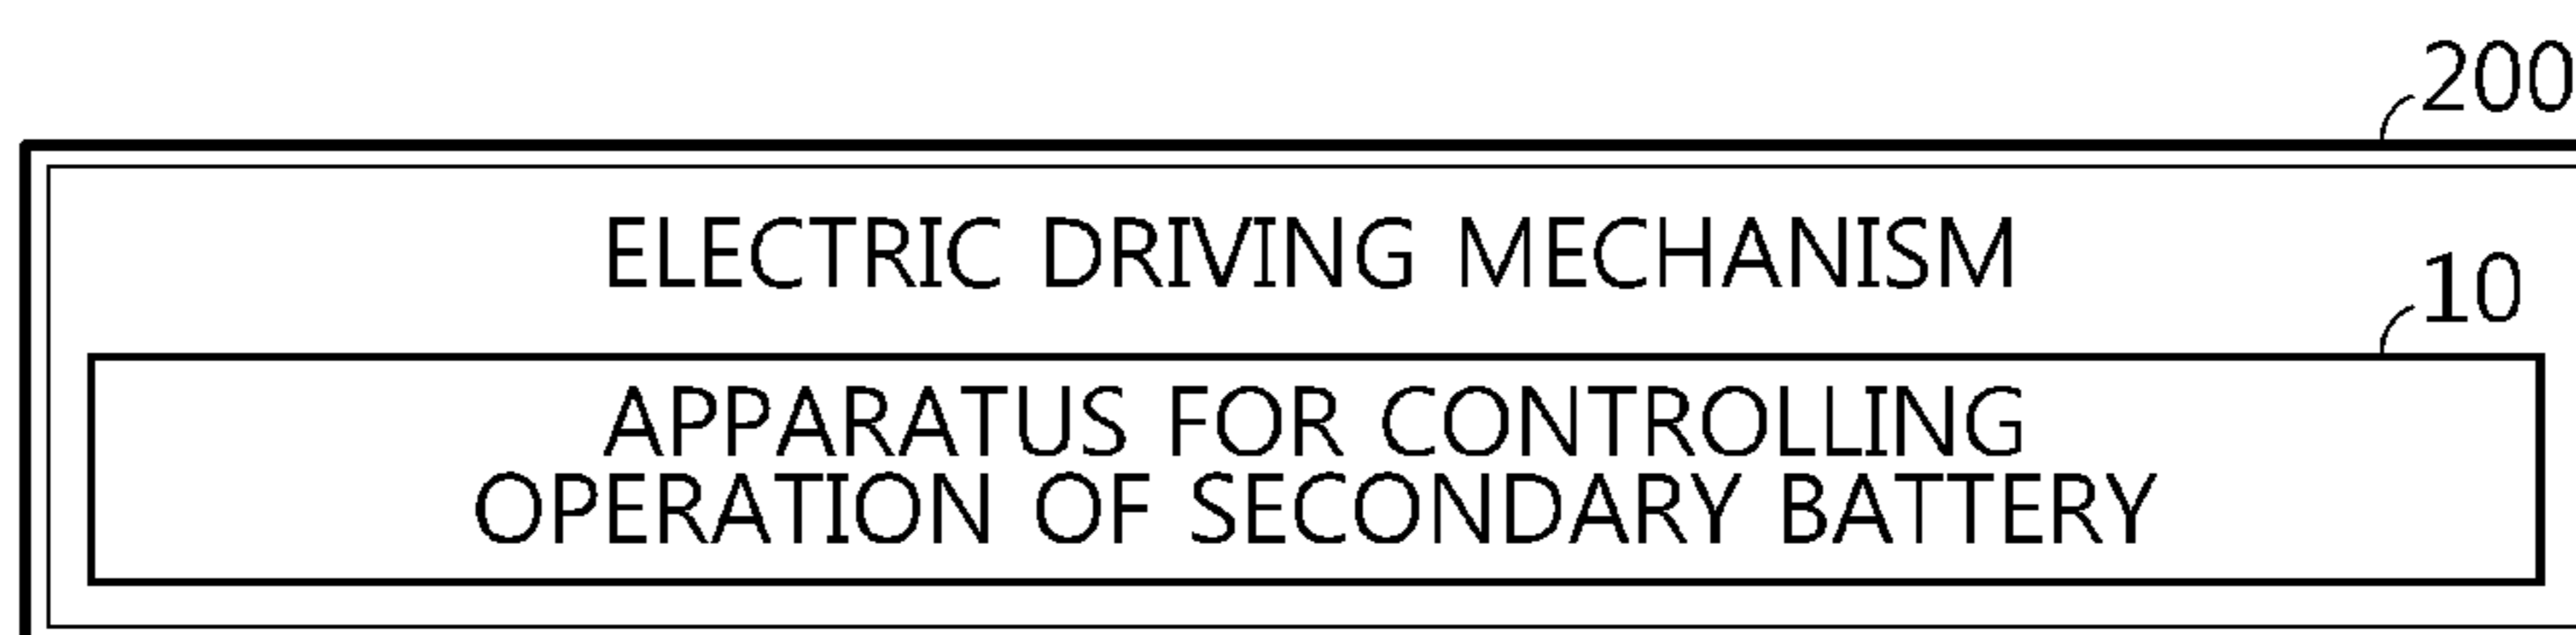 200
ELECTRIC DRIVING MECHANISM
10
APPARATUS FOR CONTROLLING
OPERATION OF SECONDARY BATTERY